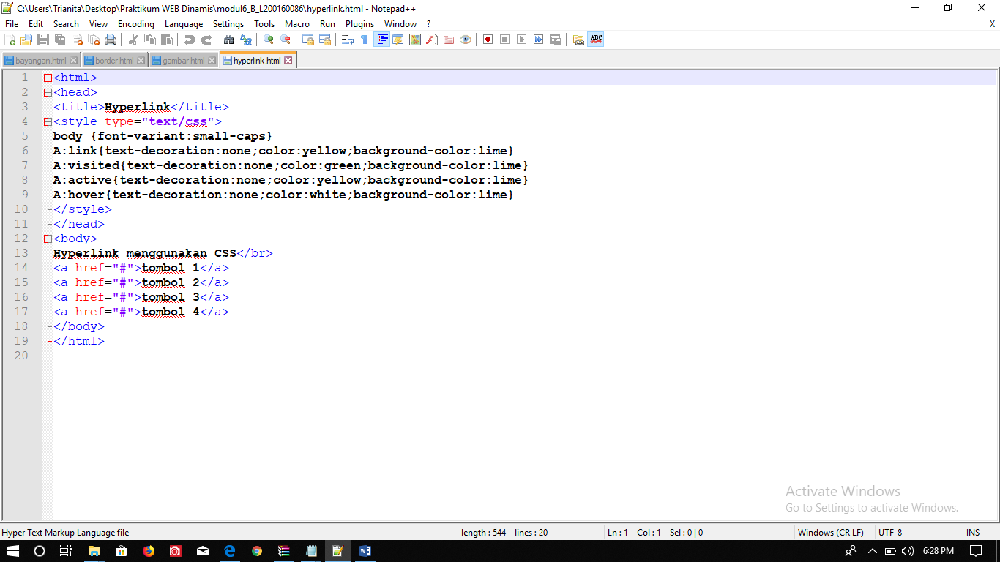 C:\Users\Trianita\Desktop\Praktikum WEB Dinamis\modul6_B_L200160086\hyperlink.html - Notepad++
File Edit Search View Encoding Language Settings Tools Macro Run Plugins Window ? X
ABC
bayangan.html border.html gambar.html hyperlink.html
1 <html>
2 <head>
3 <title>Hyperlink</title>
4 <style type="text/css">
5 body {font-variant:small-caps}
6 A:link{text-decoration:none;color:yellow;background-color:lime}
7 A:visited{text-decoration:none;color:green;background-color:lime}
8 A:active{text-decoration:none;color:yellow;background-color:lime}
9 A:hover{text-decoration:none;color:white;background-color:lime}
10 </style>
11 </head>
12 <body>
13 Hyperlink menggunakan CSS</br>
14 <a href="#">tombol 1</a>
15 <a href="#">tombol 2</a>
16 <a href="#">tombol 3</a>
17 <a href="#">tombol 4</a>
18 </body>
19 </html>
20
Activate Windows
Go to Settings to activate Windows.
Hyper Text Markup Language file length : 544 lines : 20 Ln : 1 Col : 1 Sel : 0 | 0 Windows (CR LF) UTF-8 INS
6:28 PM